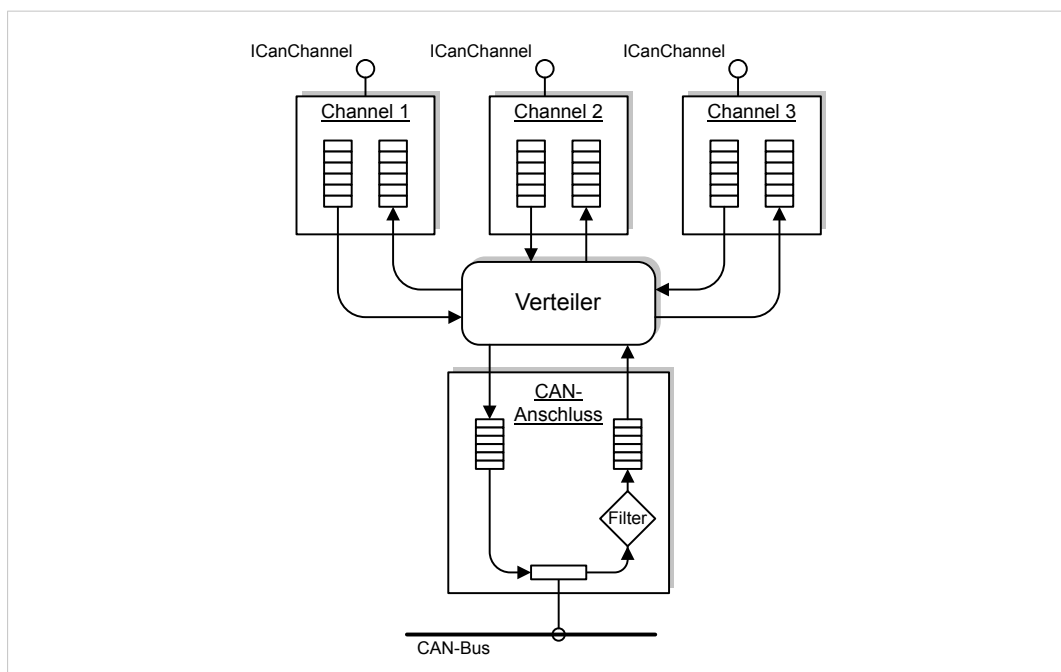 ICanChannel
ICanChannel
ICanChannel
Channel 1
Channel 2
Channel 3
Verteiler
CAN-
Anschluss
Filter
CAN-Bus